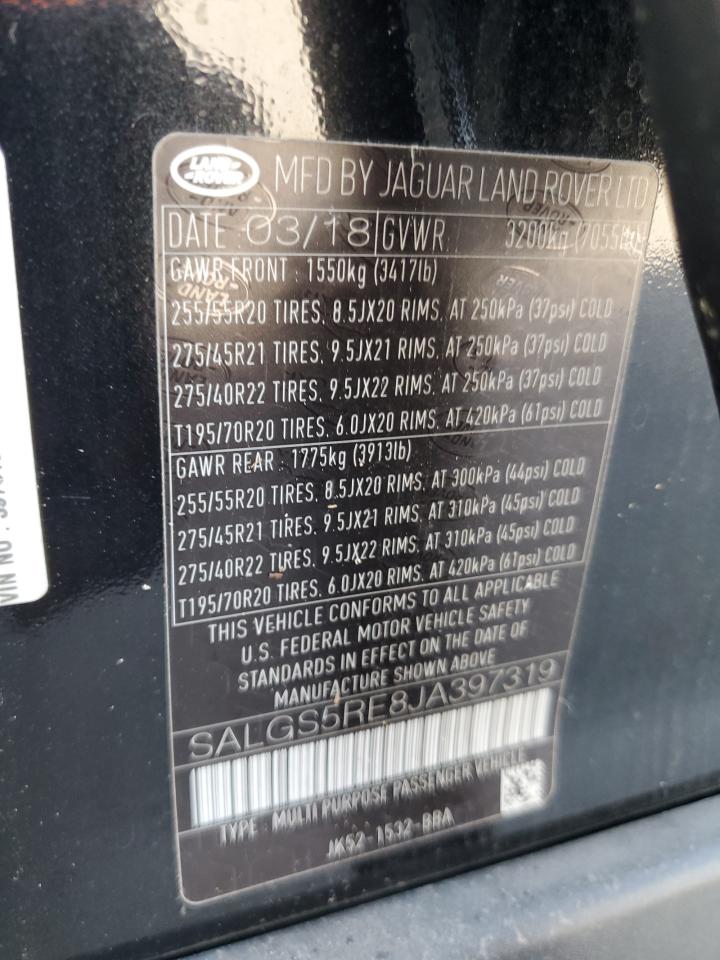 LAND ROVER MFD BY JAGUAR LAND ROVER LTD
DATE 03/18 GVWR 3200kg (7055lb)
GAWR FRONT : 1550kg (3417lb)
255/55R20 TIRES, 8.5JX20 RIMS, AT 250kPa (37psi) COLD
275/45R21 TIRES, 9.5JX21 RIMS, AT 250kPa (37psi) COLD
275/40R22 TIRES, 9.5JX22 RIMS, AT 250kPa (37psi) COLD
T195/70R20 TIRES, 6.0JX20 RIMS, AT 420kPa (61psi) COLD
GAWR REAR : 1775kg (3913lb)
255/55R20 TIRES, 8.5JX20 RIMS, AT 300kPa (44psi) COLD
275/45R21 TIRES, 9.5JX21 RIMS, AT 310kPa (45psi) COLD
275/40R22 TIRES, 9.5JX22 RIMS, AT 310kPa (45psi) COLD
T195/70R20 TIRES, 6.0JX20 RIMS, AT 420kPa (61psi) COLD
THIS VEHICLE CONFORMS TO ALL APPLICABLE
U.S. FEDERAL MOTOR VEHICLE SAFETY
STANDARDS IN EFFECT ON THE DATE OF
MANUFACTURE SHOWN ABOVE
SALGS5RE8JA397319
TYPE : MULTI PURPOSE PASSENGER VEHICLE
JK52-1532-BBA
VIN NO :